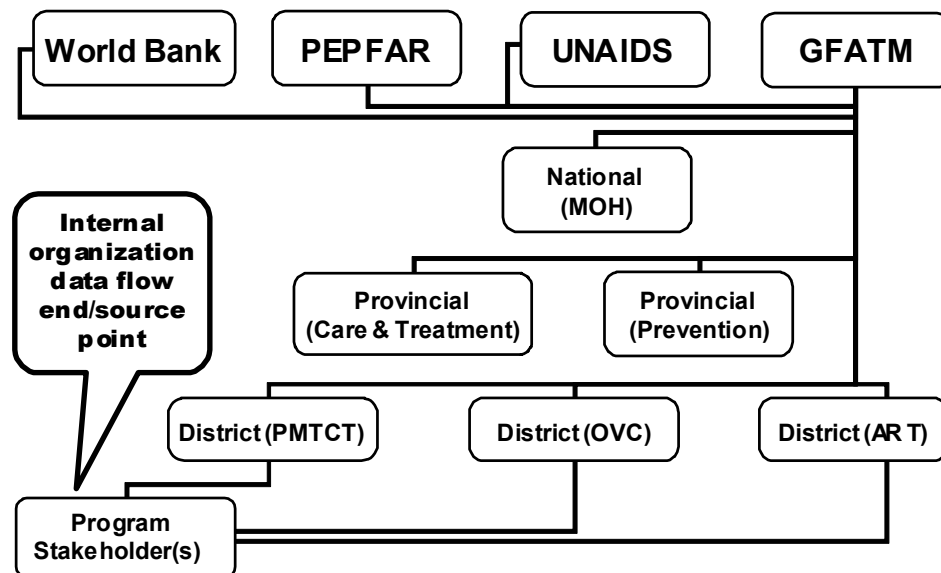 World Bank
PEPFAR
UNAIDS
GFATM
National
(MOH)
Internal
organization
data flow
end/source
point
Provincial
(Care & Treatment)
Provincial
(Prevention)
District (PMTCT)
District (OVC)
District (ART)
Program
Stakeholder(s)